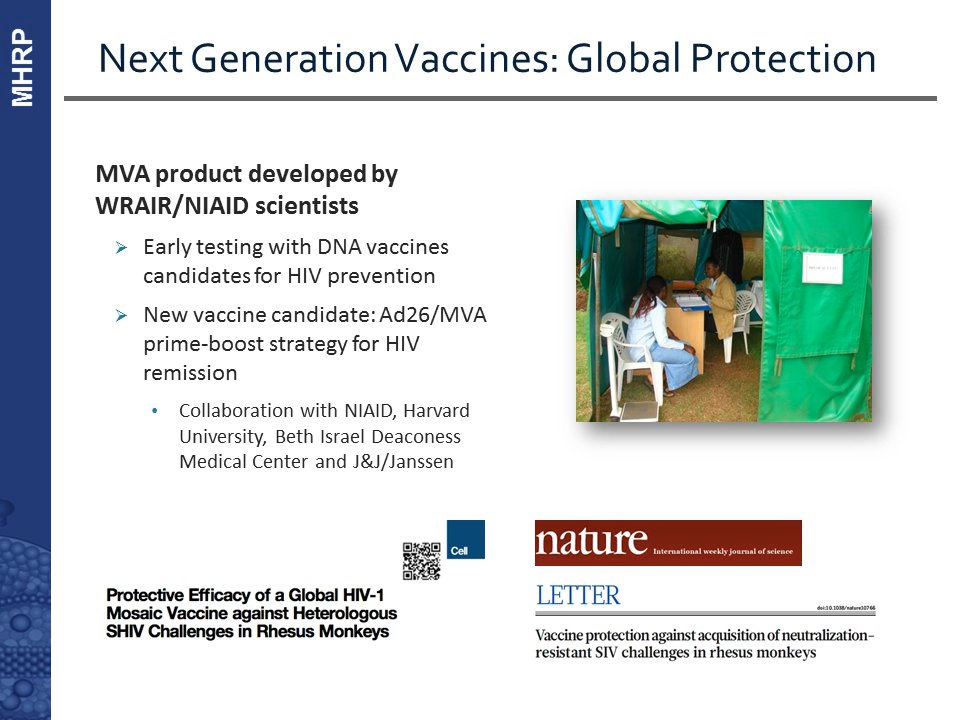 MHRP
Next Generation Vaccines: Global Protection
MVA product developed by
WRAIR/NIAID scientists
Early testing with DNA vaccines
candidates for HIV prevention
New vaccine candidate: Ad26/MVA
prime-boost strategy for HIV
remission
Collaboration with NIAID, Harvard
University, Beth Israel Deaconess
Medical Center and J&J/Janssen
Cell
Protective Efficacy of a Global HIV-1
Mosaic Vaccine against Heterologous
SHIV Challenges in Rhesus Monkeys
nature International weekly journal of science
LETTER
doi:10.1038/nature10766
Vaccine protection against acquisition of neutralization-
resistant SIV challenges in rhesus monkeys